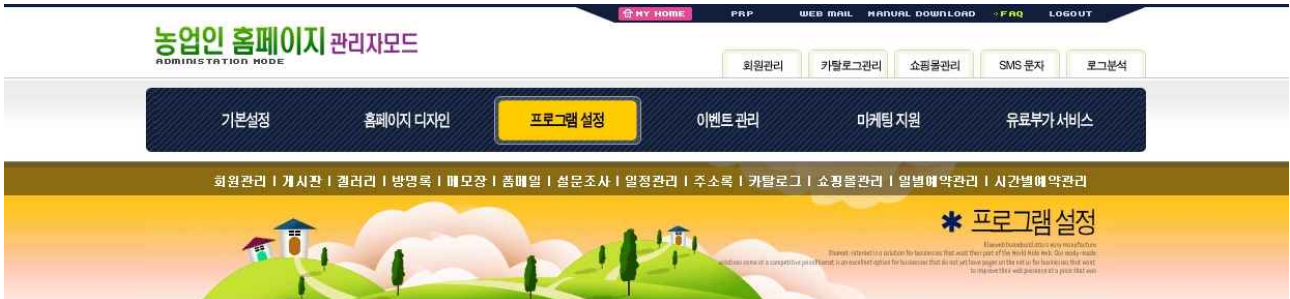 MY HOME PRP WEB MAIL MANUAL DOWNLOAD FAQ LOGOUT
농업인 홈페이지 관리자모드
ADMINISTATION MODE
회원관리 카탈로그관리 쇼핑몰관리 SMS 문자 로그분석
기본설정 홈페이지 디자인 프로그램 설정 이벤트 관리 마케팅 지원 유료부가 서비스
회원관리 | 게시판 | 갤러리 | 방명록 | 메모장 | 폼메일 | 설문조사 | 일정관리 | 주소록 | 카탈로그 | 쇼핑몰관리 | 일별예약관리 | 시간별예약관리
✱ 프로그램 설정